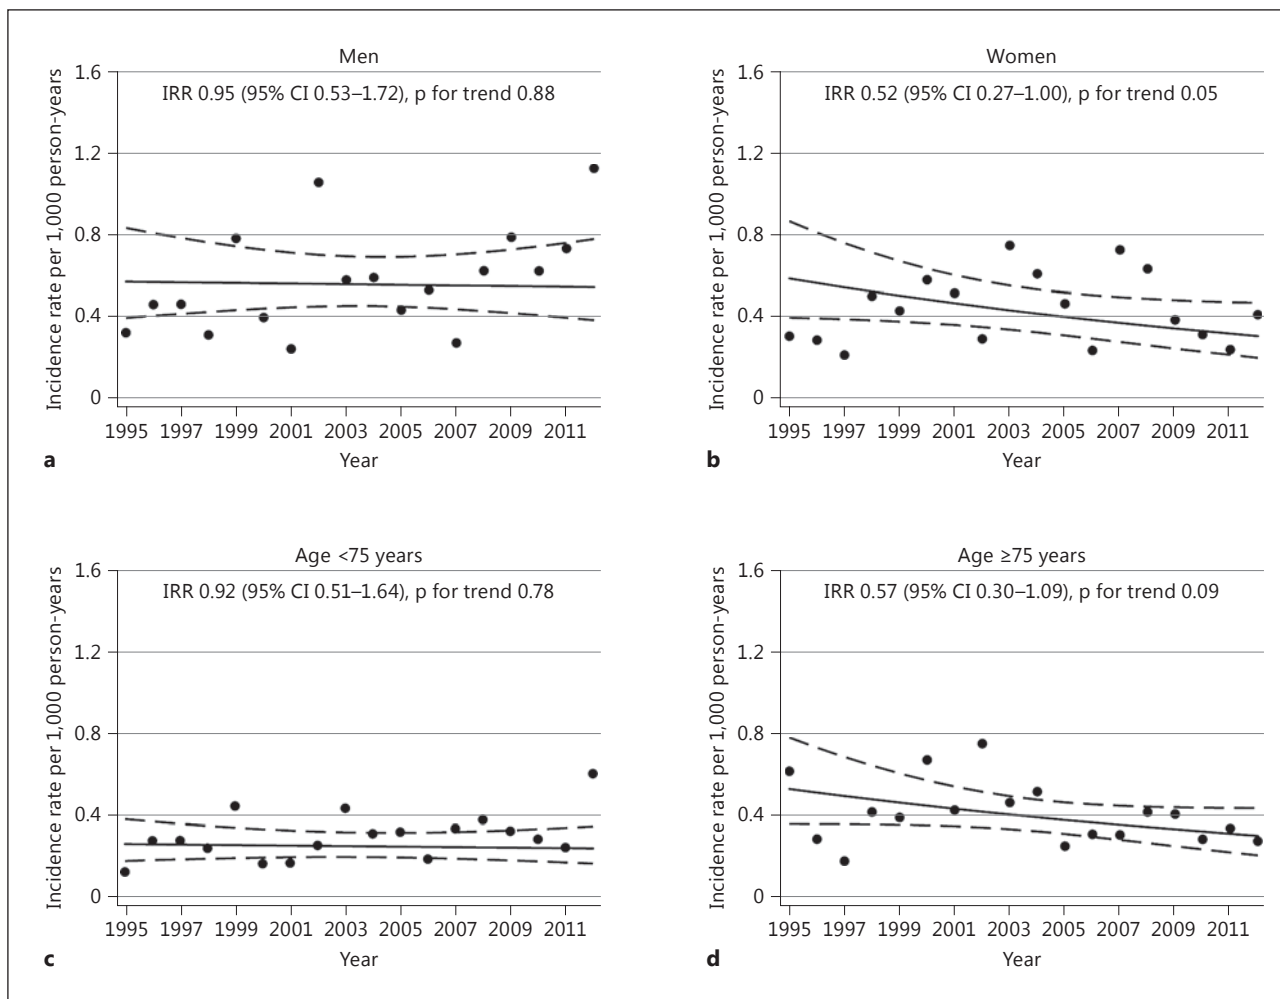 Men
IRR 0.95 (95% CI 0.53–1.72), p for trend 0.88
Incidence rate per 1,000 person-years
1.6
1.2
0.8
0.4
0
1995 1997 1999 2001 2003 2005 2007 2009 2011
Year
a
Women
IRR 0.52 (95% CI 0.27–1.00), p for trend 0.05
Incidence rate per 1,000 person-years
1.6
1.2
0.8
0.4
0
1995 1997 1999 2001 2003 2005 2007 2009 2011
Year
b
Age <75 years
IRR 0.92 (95% CI 0.51–1.64), p for trend 0.78
Incidence rate per 1,000 person-years
1.6
1.2
0.8
0.4
0
1995 1997 1999 2001 2003 2005 2007 2009 2011
Year
c
Age ≥75 years
IRR 0.57 (95% CI 0.30–1.09), p for trend 0.09
Incidence rate per 1,000 person-years
1.6
1.2
0.8
0.4
0
1995 1997 1999 2001 2003 2005 2007 2009 2011
Year
d